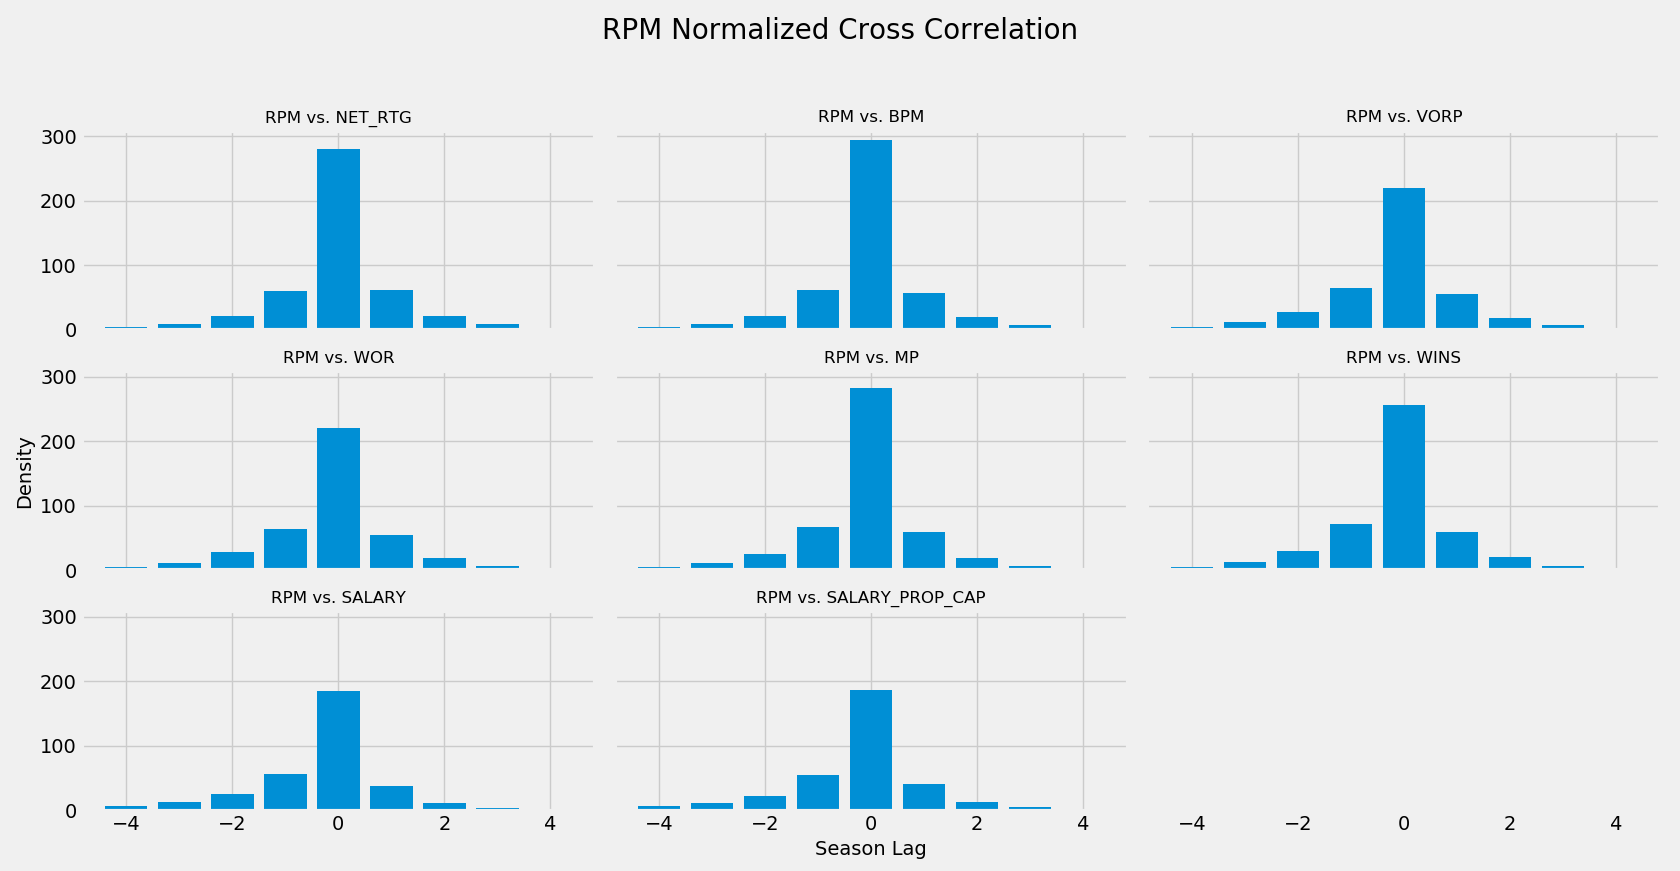 RPM Normalized Cross Correlation
RPM vs. NET_RTG
RPM vs. BPM
RPM vs. VORP
300
200
100
0
RPM vs. WOR
RPM vs. MP
RPM vs. WINS
300
200
100
0
Density
RPM vs. SALARY
RPM vs. SALARY_PROP_CAP
300
200
100
0
−4 −2 0 2 4
−4 −2 0 2 4
−4 −2 0 2 4
Season Lag